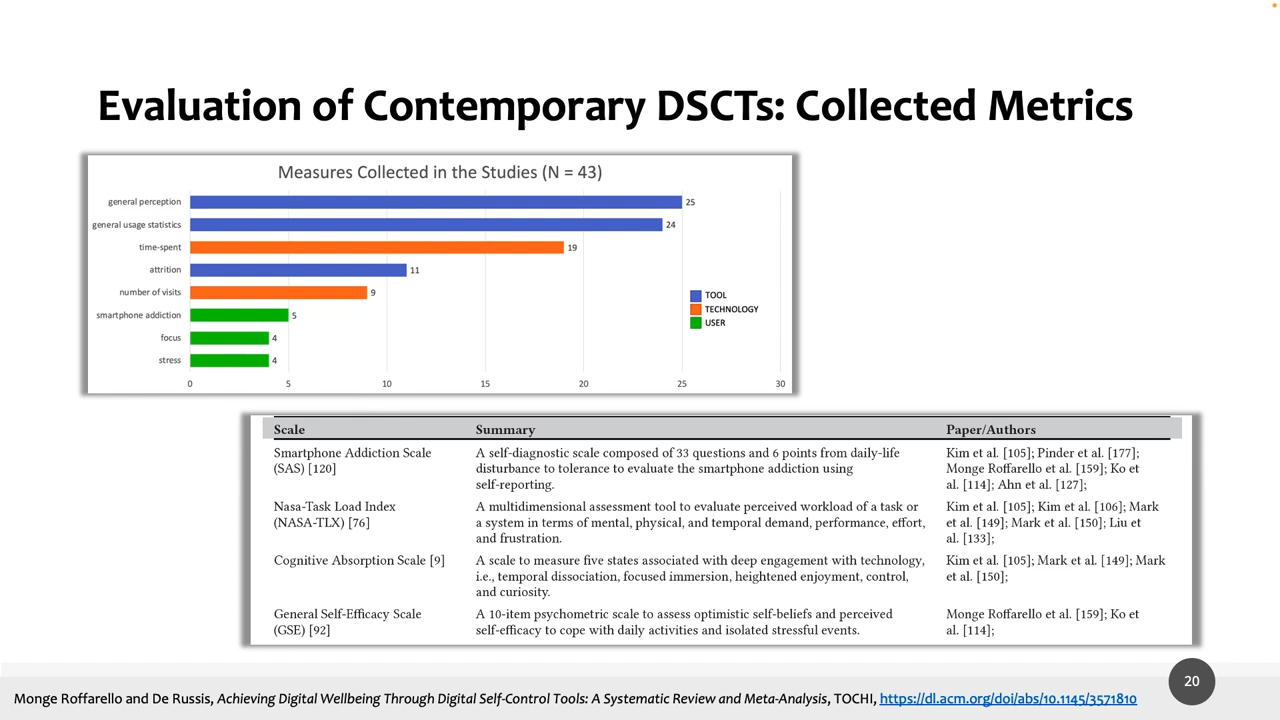 Evaluation of Contemporary DSCTs: Collected Metrics
Measures Collected in the Studies (N = 43)
general perception 25
general usage statistics 24
time-spent 19
attrition 11
number of visits 9
smartphone addiction 5
focus 4
stress 4
TOOL
TECHNOLOGY
USER
0 5 10 15 20 25 30
Scale Summary Paper/Authors
Smartphone Addiction Scale A self-diagnostic scale composed of 33 questions and 6 points from daily-life Kim et al. [105]; Pinder et al. [177];
(SAS) [120] disturbance to tolerance to evaluate the smartphone addiction using Monge Roffarello et al. [159]; Ko et
self-reporting. al. [114]; Ahn et al. [127];
Nasa-Task Load Index A multidimensional assessment tool to evaluate perceived workload of a task or Kim et al. [105]; Kim et al. [106]; Mark
(NASA-TLX) [76] a system in terms of mental, physical, and temporal demand, performance, effort, et al. [149]; Mark et al. [150]; Liu et
and frustration. al. [133];
Cognitive Absorption Scale [9] A scale to measure five states associated with deep engagement with technology, Kim et al. [105]; Mark et al. [149]; Mark
i.e., temporal dissociation, focused immersion, heightened enjoyment, control, et al. [150];
and curiosity.
General Self-Efficacy Scale A 10-item psychometric scale to assess optimistic self-beliefs and perceived Monge Roffarello et al. [159]; Ko et
(GSE) [92] self-efficacy to cope with daily activities and isolated stressful events. al. [114];
20
Monge Roffarello and De Russis, Achieving Digital Wellbeing Through Digital Self-Control Tools: A Systematic Review and Meta-Analysis, TOCHI, https://dl.acm.org/doi/abs/10.1145/3571810